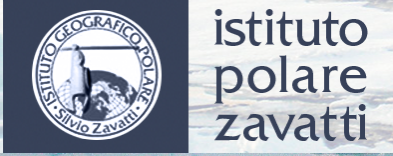 ISTITUTO GEOGRAFICO POLARE
• Silvio Zavatti •
istituto
polare
zavatti